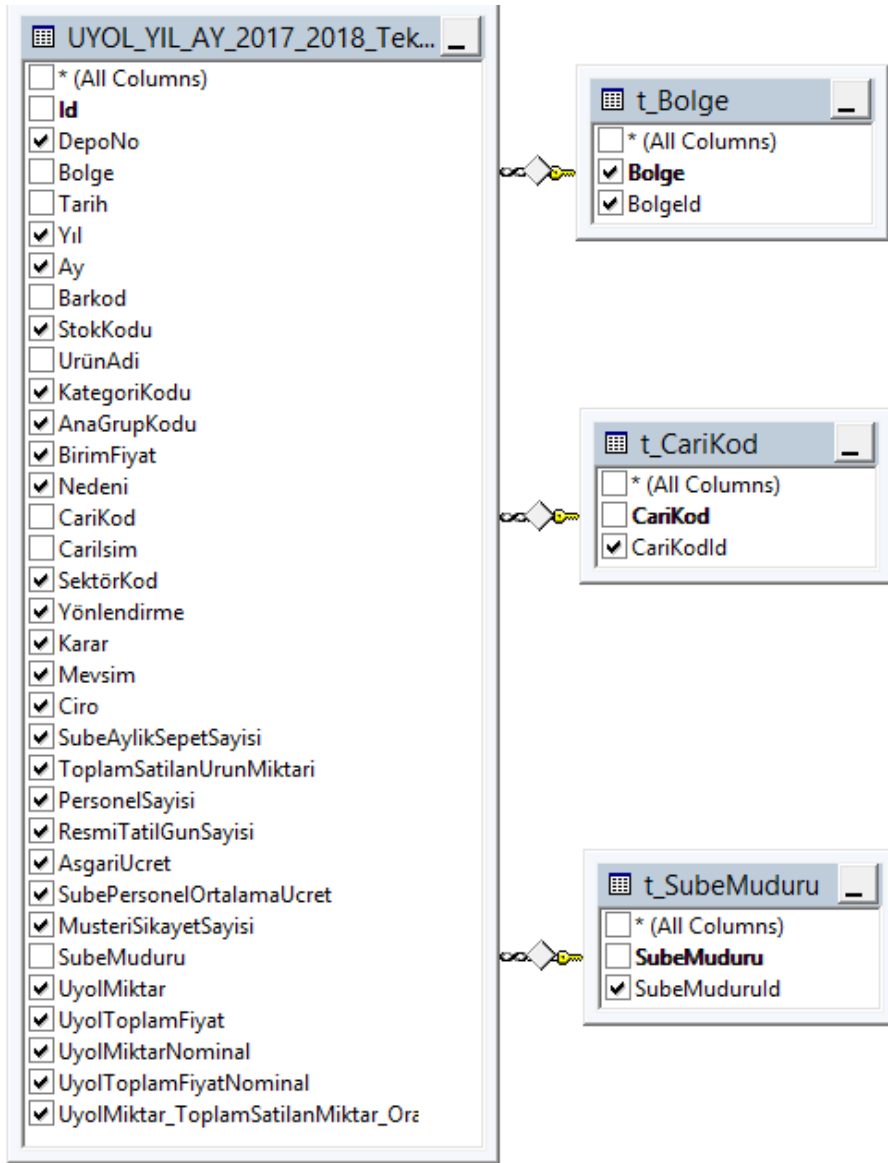 UYOL_YIL_AY_2017_2018_Tek...
* (All Columns)
Id
DepoNo
Bolge
Tarih
Yıl
Ay
Barkod
StokKodu
UrünAdi
KategoriKodu
AnaGrupKodu
BirimFiyat
Nedeni
CariKod
CariIsim
SektörKod
Yönlendirme
Karar
Mevsim
Ciro
SubeAylikSepetSayisi
ToplamSatilanUrunMiktari
PersonelSayisi
ResmiTatilGunSayisi
AsgariUcret
SubePersonelOrtalamaUcret
MusteriSikayetSayisi
SubeMuduru
UyolMiktar
UyolToplamFiyat
UyolMiktarNominal
UyolToplamFiyatNominal
UyolMiktar_ToplamSatilanMiktar_Ora
t_Bolge
* (All Columns)
Bolge
BolgeId
t_CariKod
* (All Columns)
CariKod
CariKodId
t_SubeMuduru
* (All Columns)
SubeMuduru
SubeMuduruId